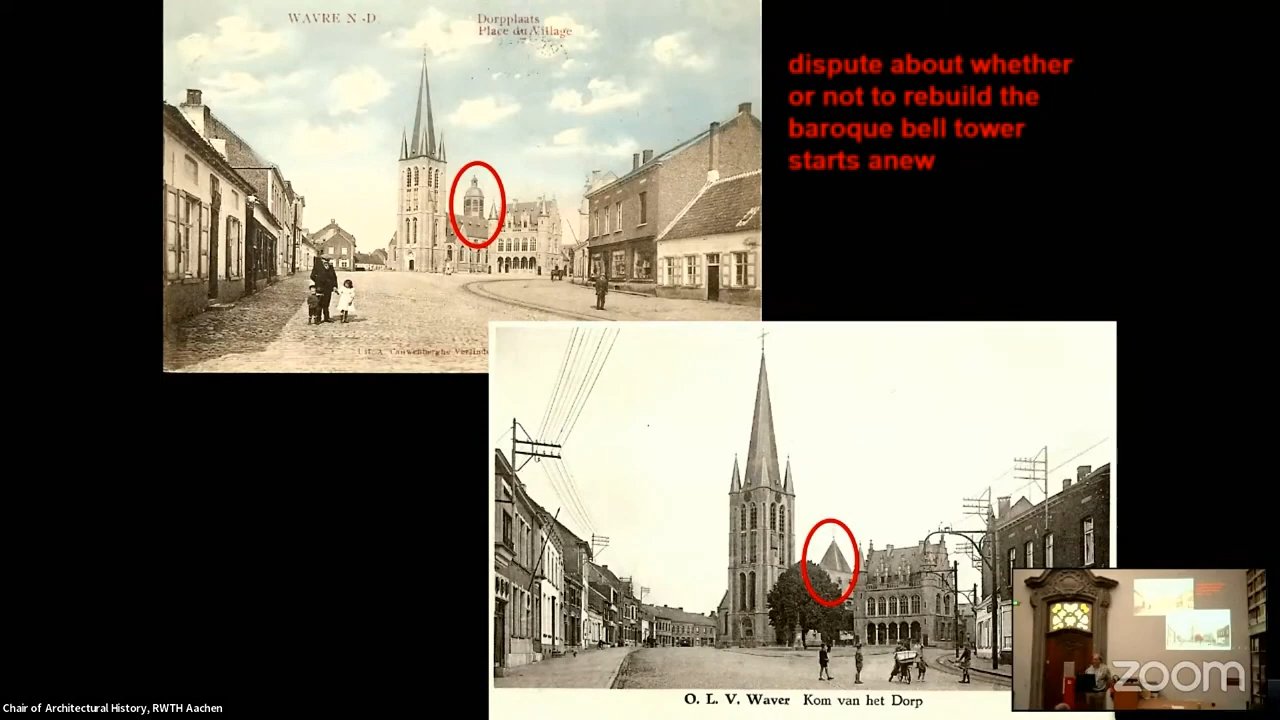 WAVRE N.-D.
Dorpplaats
Place du Village
dispute about whether
or not to rebuild the
baroque bell tower
starts anew
O. L. V. Waver Kom van het Dorp
zoom
Chair of Architectural History, RWTH Aachen